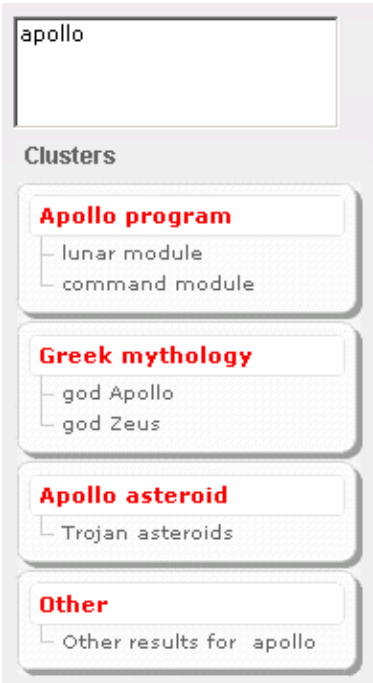 apollo
Clusters
Apollo program
lunar module
command module
Greek mythology
god Apollo
god Zeus
Apollo asteroid
Trojan asteroids
Other
Other results for apollo